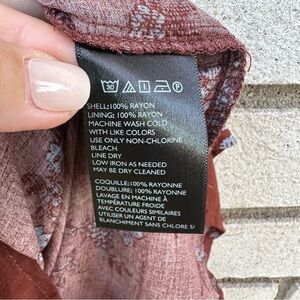 30
P
SHELL:100% RAYON
LINING: 100% RAYON
MACHINE WASH COLD
WITH LIKE COLORS
USE ONLY NON-CHLORINE
BLEACH
LINE DRY
LOW IRON AS NEEDED
MAY BE DRY CLEANED
COQUILLE:100% RAYONNE
DOUBLURE: 100% RAYONNE
LAVAGE EN MACHINE À
TEMPÉRATURE FROIDE
AVEC COULEURS SIMILAIRES
UTILISER UN AGENT DE
BLANCHIMENT SANS CHLORE SI